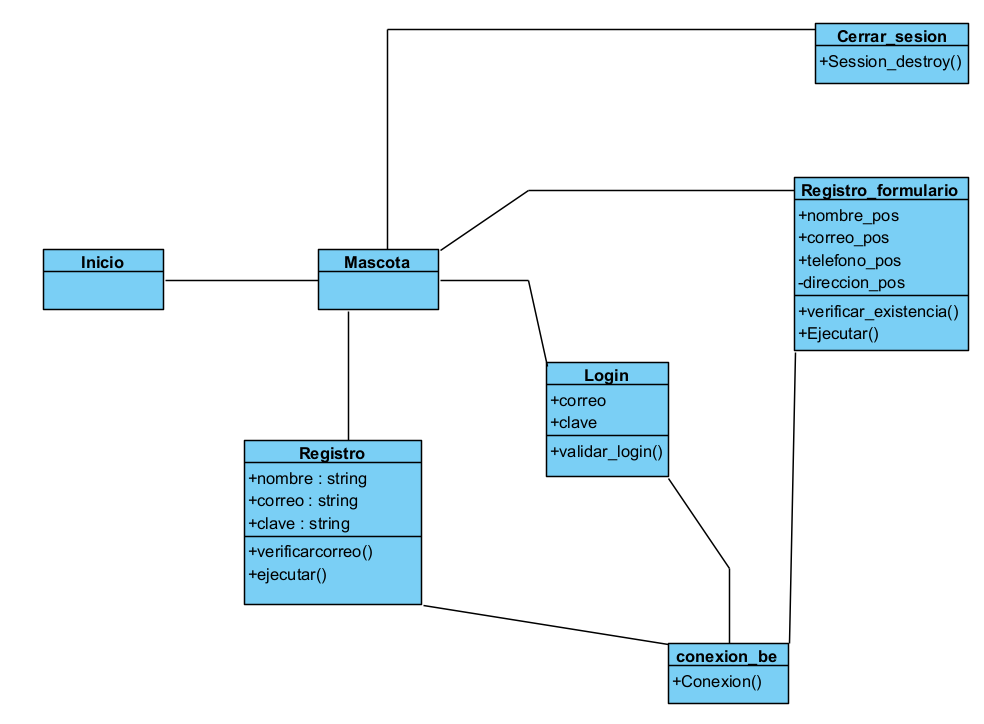 Cerrar_sesion
+Session_destroy()
Registro_formulario
+nombre_pos
+correo_pos
+telefono_pos
-direccion_pos
+verificar_existencia()
+Ejecutar()
Inicio
Mascota
Login
+correo
+clave
+validar_login()
Registro
+nombre : string
+correo : string
+clave : string
+verificarcorreo()
+ejecutar()
conexion_be
+Conexion()